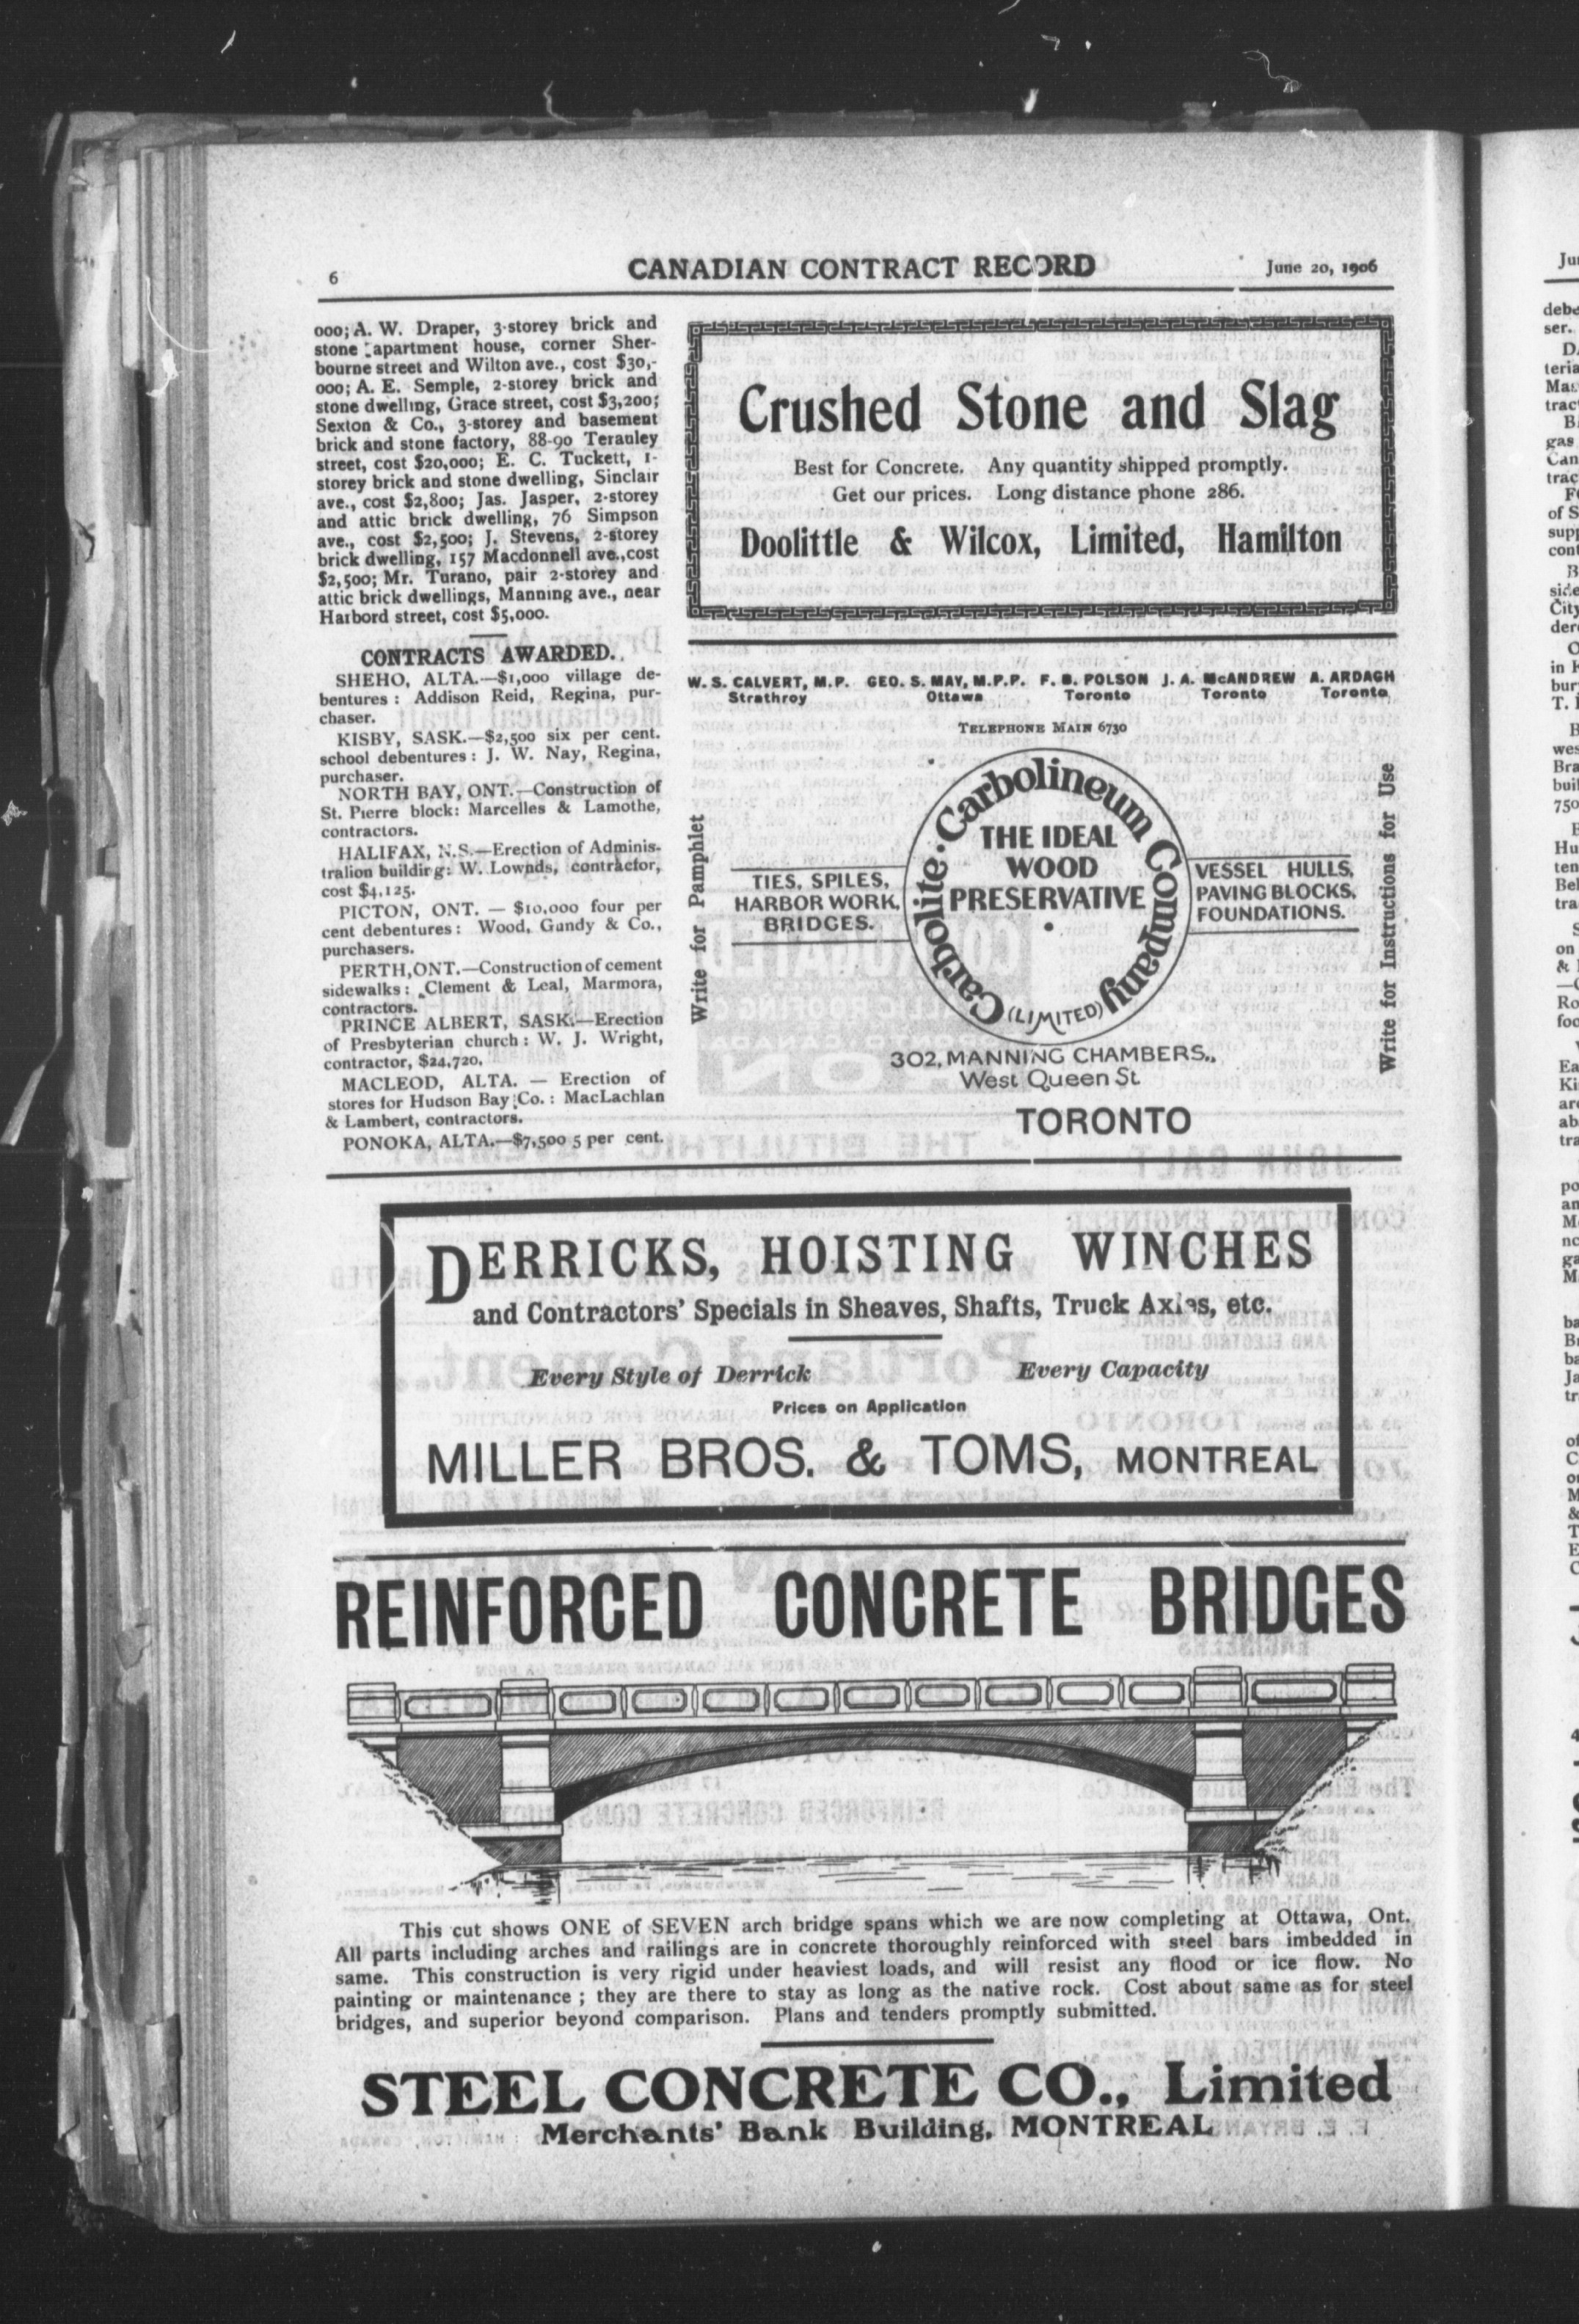 6
CANADIAN CONTRACT RECORD
June 20, 1906
000; A. W. Draper, 3-storey brick and
stone apartment house, corner Sher-
bourne street and Wilton ave., cost $30,-
000; A. E. Semple, 2-storey brick and
stone dwelling, Grace street, cost $3,200;
Sexton & Co., 3-storey and basement
brick and stone factory, 88-90 Terauley
street, cost $20,000; E. C. Tuckett, 1-
storey brick and stone dwelling, Sinclair
ave., cost $2,800; Jas. Jasper, 2-storey
and attic brick dwelling, 76 Simpson
ave., cost $2,500; J. Stevens, 2-storey
brick dwelling, 157 Macdonnell ave., cost
$2,500; Mr. Turano, pair 2-storey and
attic brick dwellings, Manning ave., near
Harbord street, cost $5,000.
CONTRACTS AWARDED.
SHEHO, ALTA.—$1,000 village de-
bentures : Addison Reid, Regina, pur-
chaser.
KISBY, SASK.—$2,500 six per cent.
school debentures : J. W. Nay, Regina,
purchaser.
NORTH BAY, ONT.—Construction of
St. Pierre block: Marcelles & Lamothe,
contractors.
HALIFAX, N.S.—Erection of Adminis-
tralion building: W. Lownds, contractor,
cost $4,125.
PICTON, ONT. — $10,000 four per
cent debentures : Wood, Gundy & Co.,
purchasers.
PERTH, ONT.—Construction of cement
sidewalks : Clement & Leal, Marmora,
contractors.
PRINCE ALBERT, SASK.—Erection
of Presbyterian church : W. J. Wright,
contractor, $24,720.
MACLEOD, ALTA. — Erection of
stores for Hudson Bay Co. : MacLachlan
& Lambert, contractors.
PONOKA, ALTA.—$7,500 5 per cent.
Crushed Stone and Slag
Best for Concrete. Any quantity shipped promptly.
Get our prices. Long distance phone 286.
Doolittle & Wilcox, Limited, Hamilton
W. S. CALVERT, M.P. GEO. S. MAY, M.P.P. F. B. POLSON J. A. McANDREW A. ARDAGH
Strathroy Ottawa Toronto Toronto Toronto
TELEPHONE MAIN 6730
Write for Pamphlet
TIES, SPILES,
HARBOR WORK,
BRIDGES.
Carbolite-Carbolineum Company
(LIMITED)
THE IDEAL
WOOD
PRESERVATIVE
VESSEL HULLS,
PAVING BLOCKS,
FOUNDATIONS.
Write for Instructions for Use
302, MANNING CHAMBERS.,
West Queen St
TORONTO
DERRICKS, HOISTING WINCHES
and Contractors' Specials in Sheaves, Shafts, Truck Axles, etc.
Every Style of Derrick Every Capacity
Prices on Application
MILLER BROS. & TOMS, MONTREAL
REINFORCED CONCRETE BRIDGES
This cut shows ONE of SEVEN arch bridge spans which we are now completing at Ottawa, Ont.
All parts including arches and railings are in concrete thoroughly reinforced with steel bars imbedded in
same. This construction is very rigid under heaviest loads, and will resist any flood or ice flow. No
painting or maintenance ; they are there to stay as long as the native rock. Cost about same as for steel
bridges, and superior beyond comparison. Plans and tenders promptly submitted.
STEEL CONCRETE CO., Limited
Merchants' Bank Building, MONTREAL